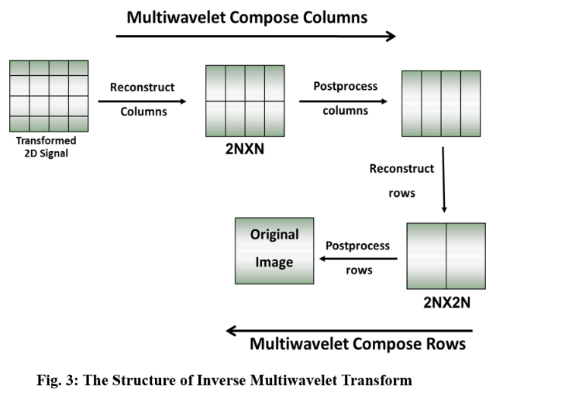 Multiwavelet Compose Columns
Reconstruct
Columns
Postprocess
columns
Transformed
2D Signal
2NXN
Reconstruct
rows
Original
Image
Postprocess
rows
2NX2N
Multiwavelet Compose Rows
Fig. 3: The Structure of Inverse Multiwavelet Transform